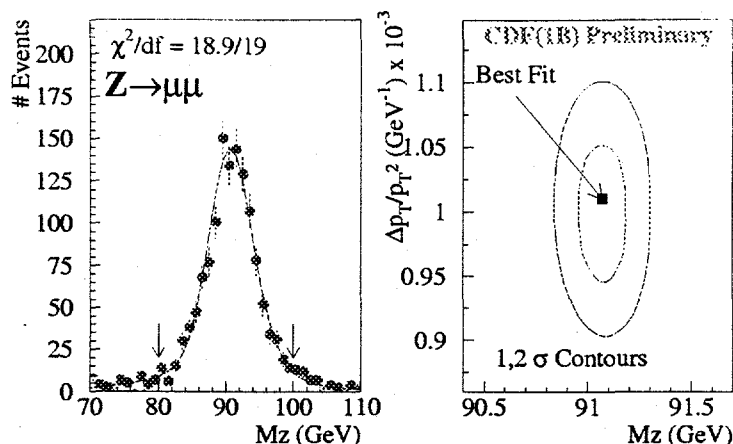 # Events
χ²/df = 18.9/19
Z→μμ
200
175
150
125
100
75
50
25
0
70 80 90 100 110
Mz (GeV)
Δp_T/p_T² (GeV⁻¹) x 10⁻³
CDF(1B) Preliminary
Best Fit
1.1
1.05
1
0.95
0.9
1,2 σ Contours
90.5 91 91.5
Mz (GeV)